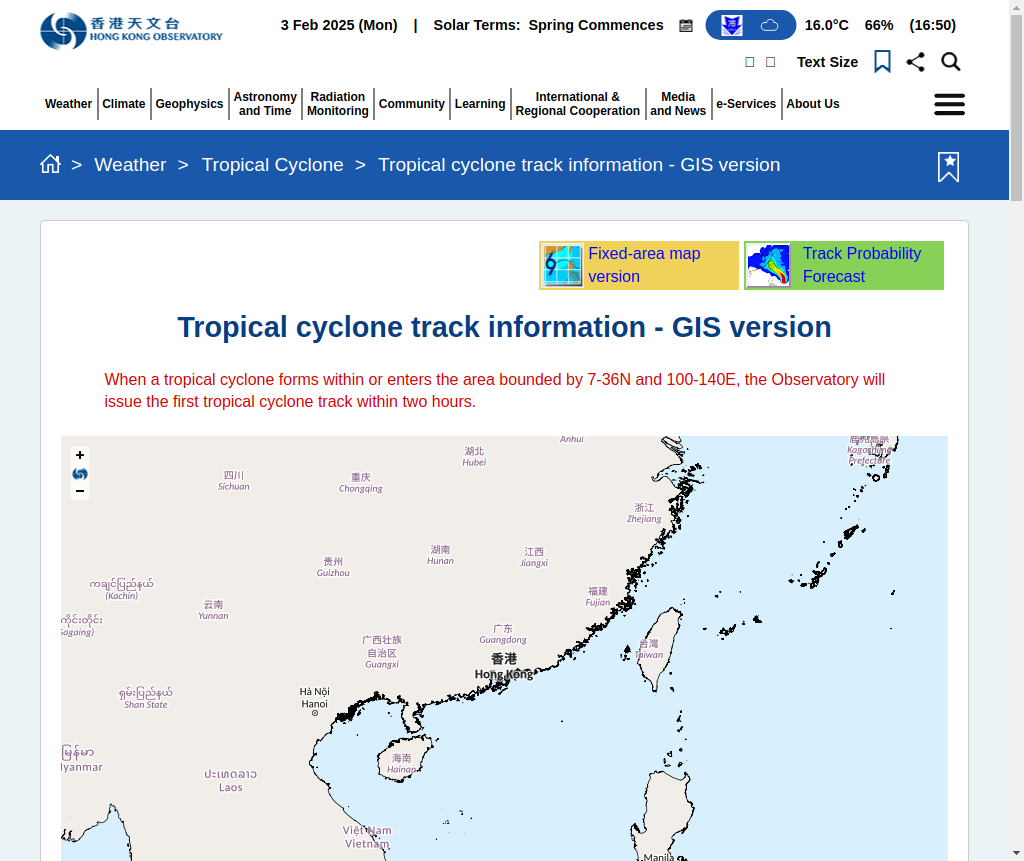 香港天文台
HONG KONG OBSERVATORY
3 Feb 2025 (Mon) | Solar Terms: Spring Commences
16.0°C 66% (16:50)
Text Size
Weather
Climate
Geophysics
Astronomy
and Time
Radiation
Monitoring
Community
Learning
International &
Regional Cooperation
Media
and News
e-Services
About Us
> Weather > Tropical Cyclone > Tropical cyclone track information - GIS version
Fixed-area map
version
Track Probability
Forecast
Tropical cyclone track information - GIS version
When a tropical cyclone forms within or enters the area bounded by 7-36N and 100-140E, the Observatory will
issue the first tropical cyclone track within two hours.
+
−
Anhui
湖北
Hubei
Kagoshima
Prefecture
四川
Sichuan
重庆
Chongqing
浙江
Zhejiang
湖南
Hunan
江西
Jiangxi
贵州
Guizhou
ကချင်ပြည်နယ်
(Kachin)
福建
Fujian
云南
Yunnan
ကိုင်းတိုင်း
Sagaing)
广东
Guangdong
广西壮族
自治区
Guangxi
台灣
Taiwan
香港
Hong Kong
Hà Nội
Hanoi
ရှမ်းပြည်နယ်
Shan State
မြန်မာ
Myanmar
海南
Hainan
ປະເທດລາວ
Laos
Việt Nam
Vietnam
Manila